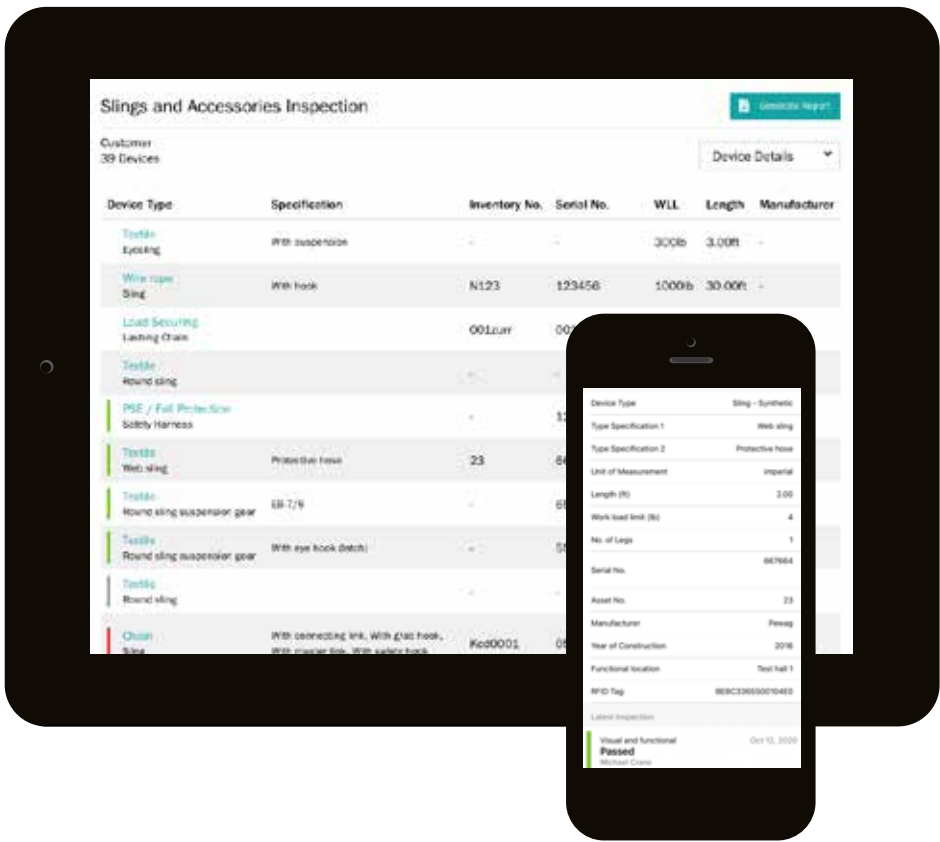 Slings and Accessories Inspection
Generate Report
Customer
39 Devices
Device Details
Device Type Specification Inventory No. Serial No. WLL Length Manufacturer
Textile
Eyesling
With suspension - - 300lb 3.00ft -
Wire rope
Sling
With hook N123 123456 1000lb 30.00ft -
Load Securing
Lashing Chain
001curr 00
Textile
Round sling
- -
PSE / Fall Protection
Safety Harness
-
Textile
Web sling
Protective hose 23
Textile
Round sling suspension gear
- 
Textile
Round sling suspension gear
With eye hook (latch) -
Textile
Round sling
- -
Chain
Sling
With connecting link, With grab hook,
With master link, With safety hook
Kcd0001
Device Type Sling - Synthetic
Type Specification 1 Web sling
Type Specification 2 Protective hose
Unit of Measurement Imperial
Length (ft) 2.00
Work load limit (lb) 4
No. of Legs 1
Serial No. 667664
Asset No. 23
Manufacturer Pewag
Year of Construction 2016
Functional location Test hall 1
RFID Tag
Latest Inspection
Visual and functional Oct 12, 2020
Passed
Michael Crane